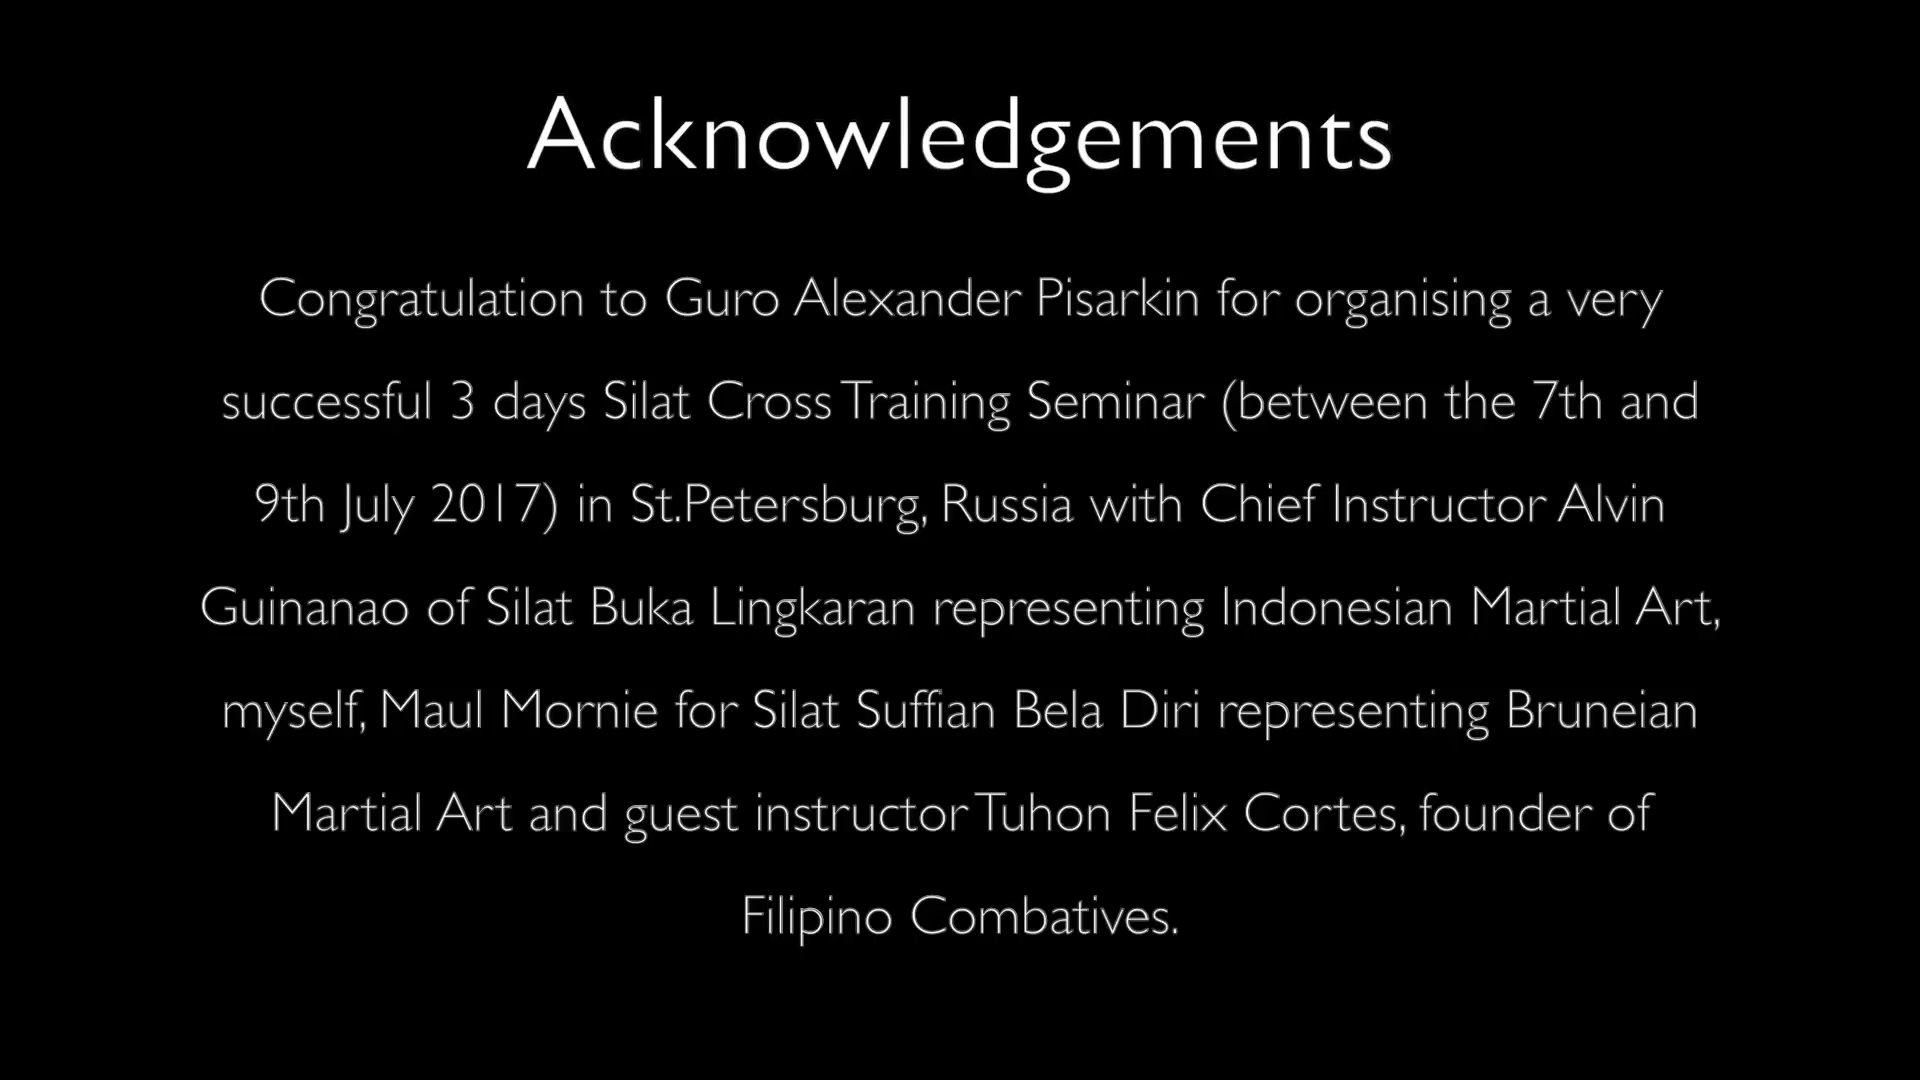 Acknowledgements
Congratulation to Guro Alexander Pisarkin for organising a very
successful 3 days Silat Cross Training Seminar (between the 7th and
9th July 2017) in St.Petersburg, Russia with Chief Instructor Alvin
Guinanao of Silat Buka Lingkaran representing Indonesian Martial Art,
myself, Maul Mornie for Silat Suffian Bela Diri representing Bruneian
Martial Art and guest instructor Tuhon Felix Cortes, founder of
Filipino Combatives.